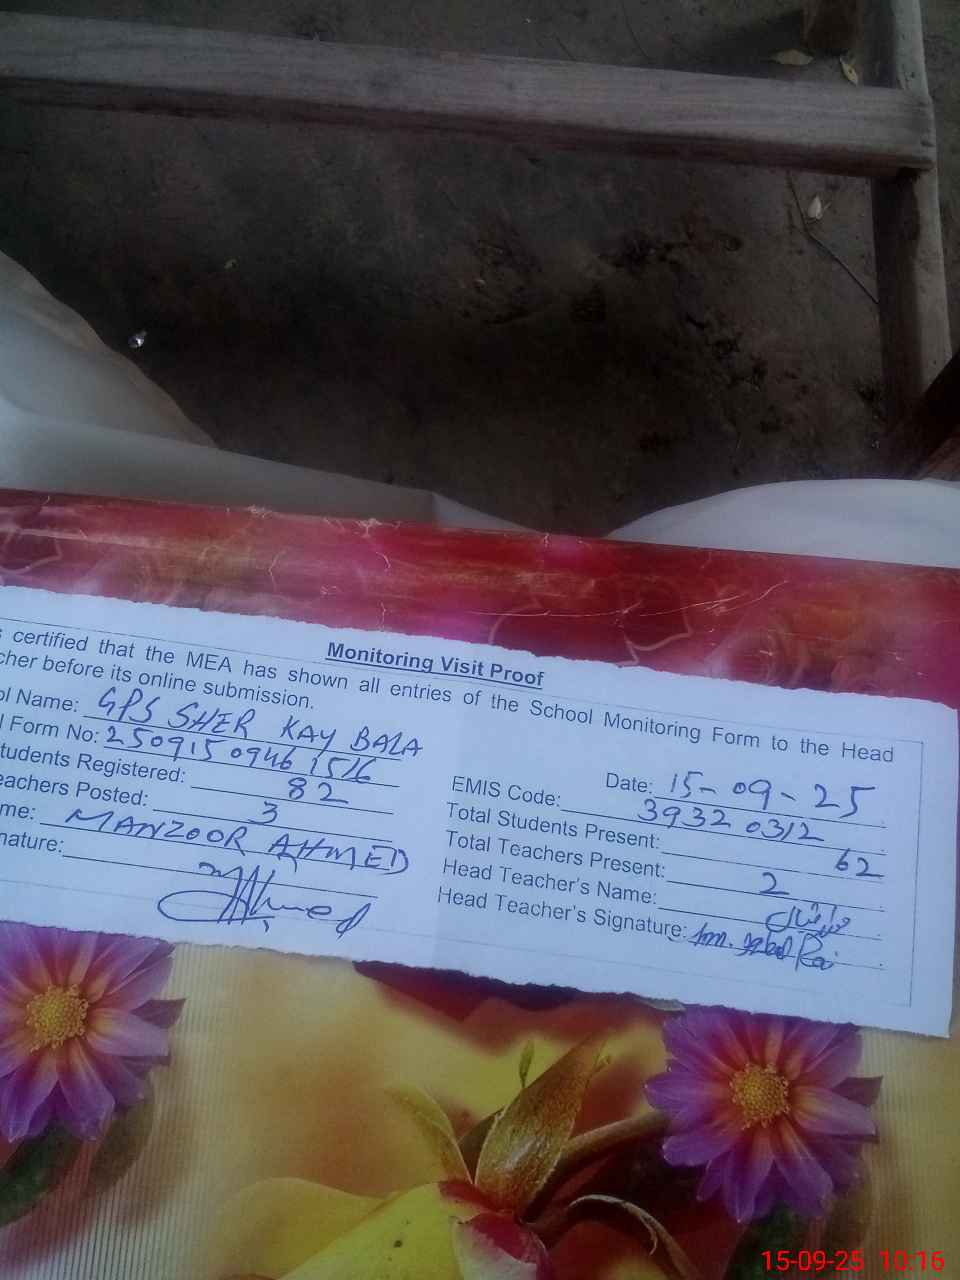 Monitoring Visit Proof
s certified that the MEA has shown all entries of the School Monitoring Form to the Head
cher before its online submission.
ol Name: GPS SHER KAY BALA
Date: 15-09-25
l Form No: 250915 0946 1516
EMIS Code: 39320312
tudents Registered: 82
Total Students Present: 62
eachers Posted: 3
Total Teachers Present: 2
me: MANZOOR AHMED
Head Teacher's Name:
nature:
Head Teacher's Signature:
15-09-25 10:16